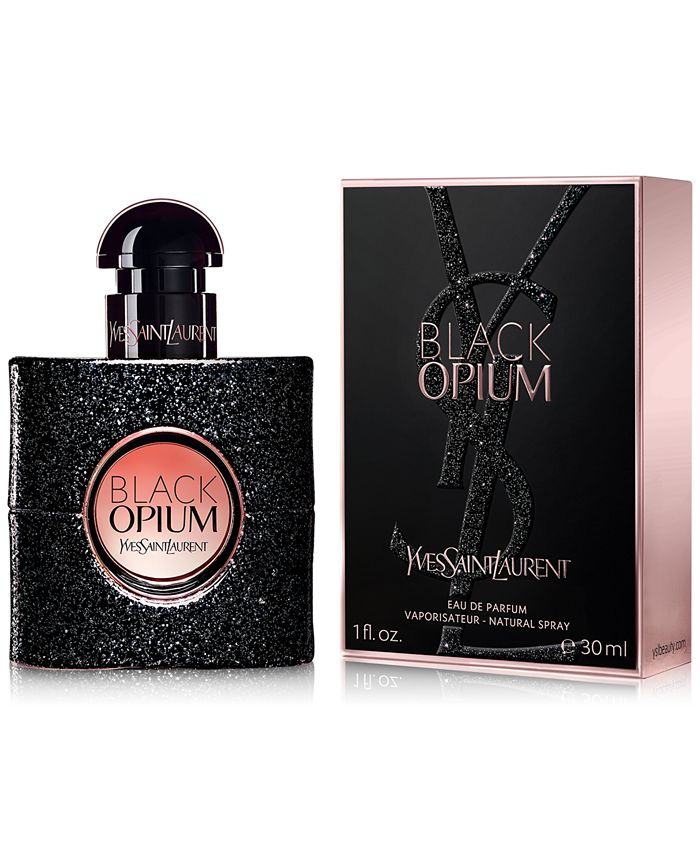 YVESSAINTLAURENT
BLACK
OPIUM
YVESSAINTLAURENT
YSL
BLACK
OPIUM
YVESSAINTLAURENT
EAU DE PARFUM
VAPORISATEUR - NATURAL SPRAY
1 fl. oz. ℮ 30 ml
yslbeauty.com